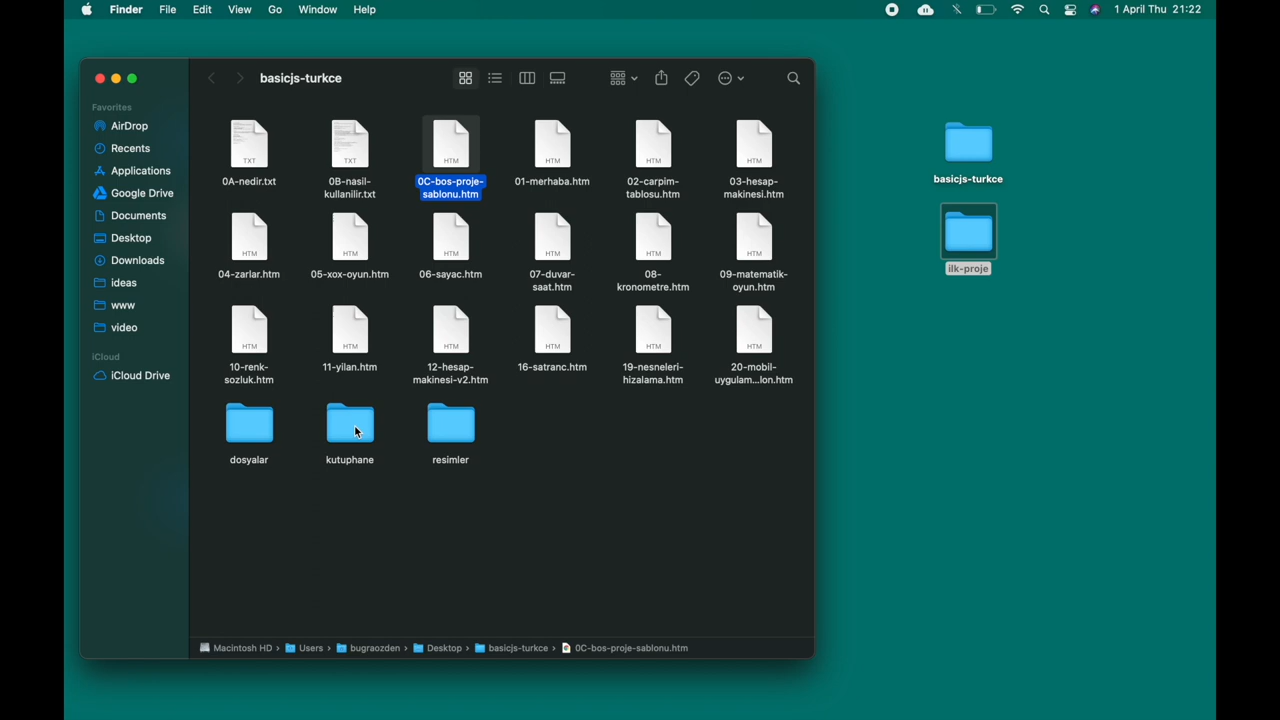 Finder File Edit View Go Window Help 1 April Thu 21:22
basicjs-turkce
Favorites
AirDrop
Recents
Applications
Google Drive
Documents
Desktop
Downloads
ideas
www
video
iCloud
iCloud Drive
TXT TXT HTM HTM HTM HTM
0A-nedir.txt 0B-nasil- 0C-bos-proje- 01-merhaba.htm 02-carpim- 03-hesap-
kullanilir.txt sablonu.htm tablosu.htm makinesi.htm
HTM HTM HTM HTM HTM HTM
04-zarlar.htm 05-xox-oyun.htm 06-sayac.htm 07-duvar- 08- 09-matematik-
saat.htm kronometre.htm oyun.htm
HTM HTM HTM HTM HTM HTM
10-renk- 11-yilan.htm 12-hesap- 16-satranc.htm 19-nesneleri- 20-mobil-
sozluk.htm makinesi-v2.htm hizalama.htm uygulam...lon.htm
dosyalar kutuphane resimler
Macintosh HD › Users › bugraozden › Desktop › basicjs-turkce › 0C-bos-proje-sablonu.htm
basicjs-turkce
ilk-proje